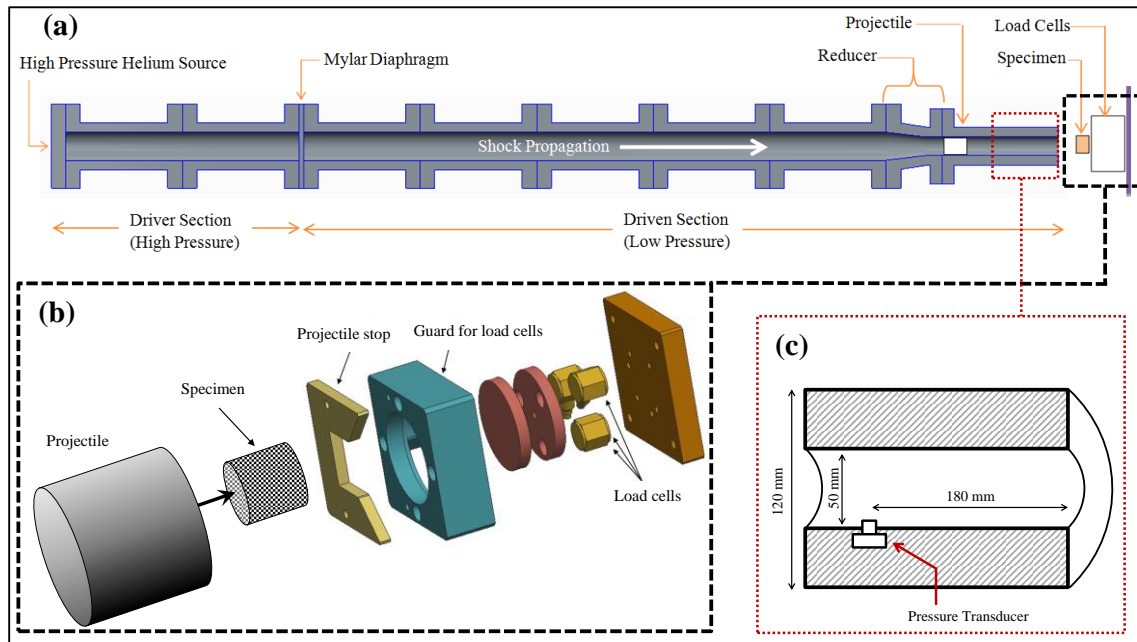 (a)
High Pressure Helium Source
Mylar Diaphragm
Projectile
Reducer
Load Cells
Specimen
Shock Propagation
Driver Section
(High Pressure)
Driven Section
(Low Pressure)
(b)
Projectile stop
Guard for load cells
Specimen
Projectile
Load cells
(c)
120 mm
50 mm
180 mm
Pressure Transducer